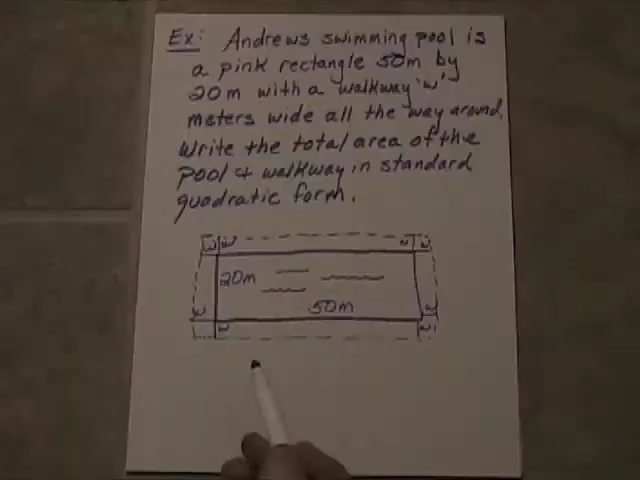 Ex: Andrews swimming pool is
a pink rectangle 50m by
20m with a walkway 'w'
meters wide all the way around.
Write the total area of the
pool & walkway in standard
quadratic form.
w w w w
20m
50m
w w
w w